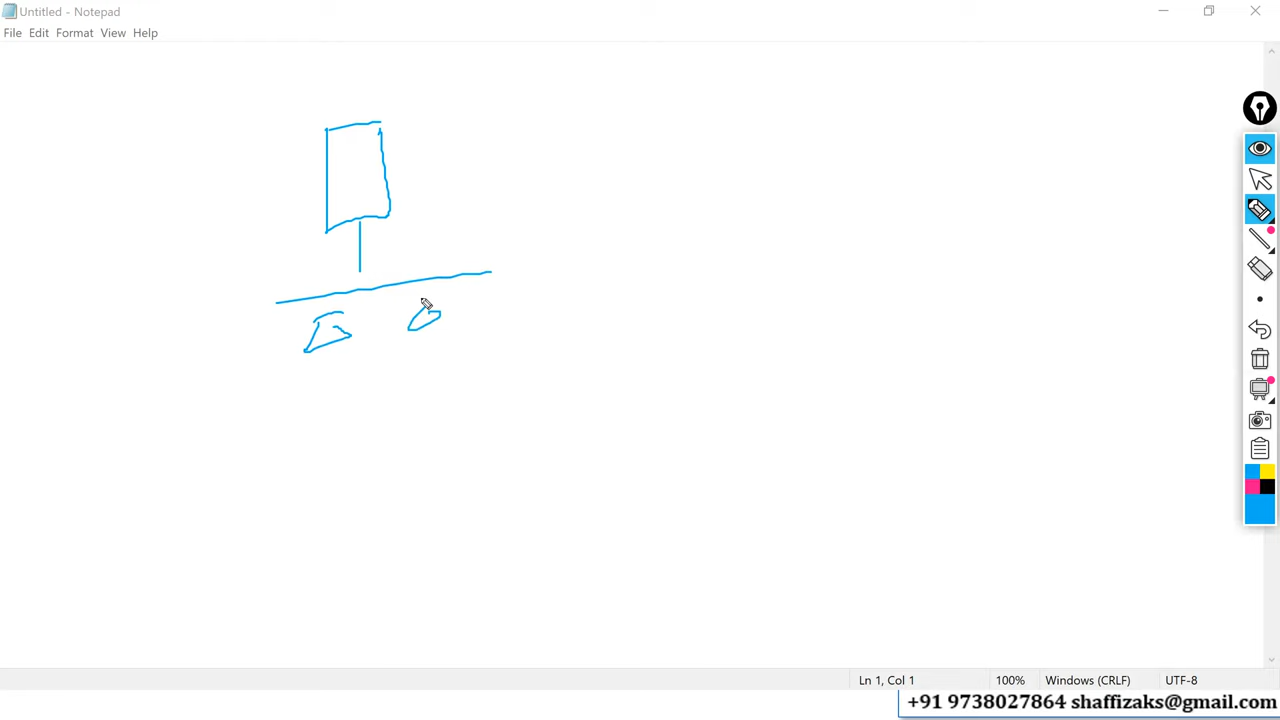 Untitled - Notepad
File Edit Format View Help
Ln 1, Col 1 100% Windows (CRLF) UTF-8
+91 9738027864 shaffizaks@gmail.com